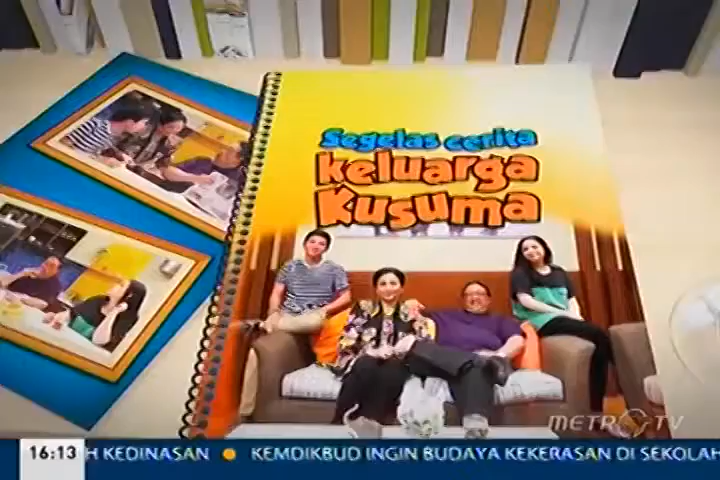 Segelas cerita
keluarga
Kusuma
METRO TV
16:13 H KEDINASAN ● KEMDIKBUD INGIN BUDAYA KEKERASAN DI SEKOLAH